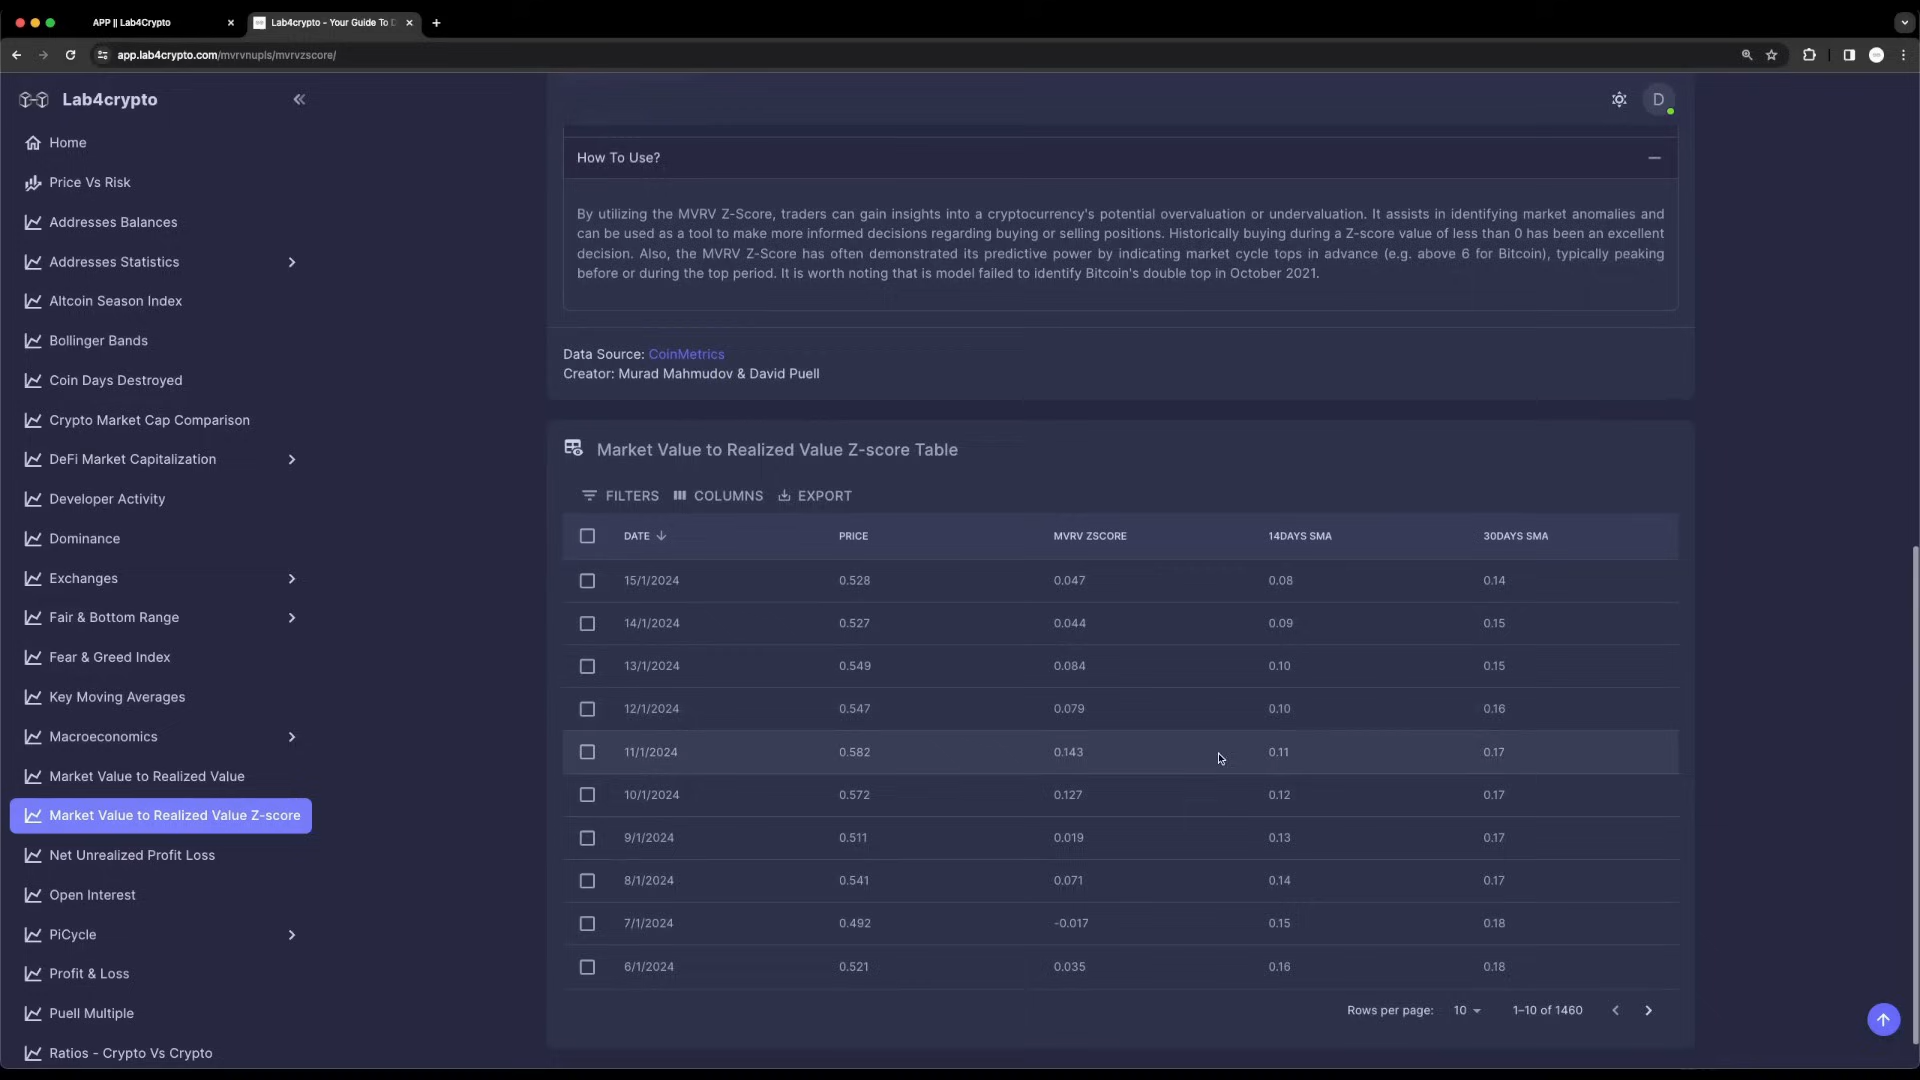 APP || Lab4Crypto
Lab4crypto - Your Guide To D
app.lab4crypto.com/mvrvnupls/mvrvzscore/
Lab4crypto
D
Home
Price Vs Risk
Addresses Balances
Addresses Statistics
Altcoin Season Index
Bollinger Bands
Coin Days Destroyed
Crypto Market Cap Comparison
DeFi Market Capitalization
Developer Activity
Dominance
Exchanges
Fair & Bottom Range
Fear & Greed Index
Key Moving Averages
Macroeconomics
Market Value to Realized Value
Market Value to Realized Value Z-score
Net Unrealized Profit Loss
Open Interest
PiCycle
Profit & Loss
Puell Multiple
Ratios - Crypto Vs Crypto
How To Use?
By utilizing the MVRV Z-Score, traders can gain insights into a cryptocurrency's potential overvaluation or undervaluation. It assists in identifying market anomalies and
can be used as a tool to make more informed decisions regarding buying or selling positions. Historically buying during a Z-score value of less than 0 has been an excellent
decision. Also, the MVRV Z-Score has often demonstrated its predictive power by indicating market cycle tops in advance (e.g. above 6 for Bitcoin), typically peaking
before or during the top period. It is worth noting that is model failed to identify Bitcoin's double top in October 2021.
Data Source: CoinMetrics
Creator: Murad Mahmudov & David Puell
Market Value to Realized Value Z-score Table
FILTERS COLUMNS EXPORT
DATE PRICE MVRV ZSCORE 14DAYS SMA 30DAYS SMA
15/1/2024 0.528 0.047 0.08 0.14
14/1/2024 0.527 0.044 0.09 0.15
13/1/2024 0.549 0.084 0.10 0.15
12/1/2024 0.547 0.079 0.10 0.16
11/1/2024 0.582 0.143 0.11 0.17
10/1/2024 0.572 0.127 0.12 0.17
9/1/2024 0.511 0.019 0.13 0.17
8/1/2024 0.541 0.071 0.14 0.17
7/1/2024 0.492 -0.017 0.15 0.18
6/1/2024 0.521 0.035 0.16 0.18
Rows per page: 10 1–10 of 1460